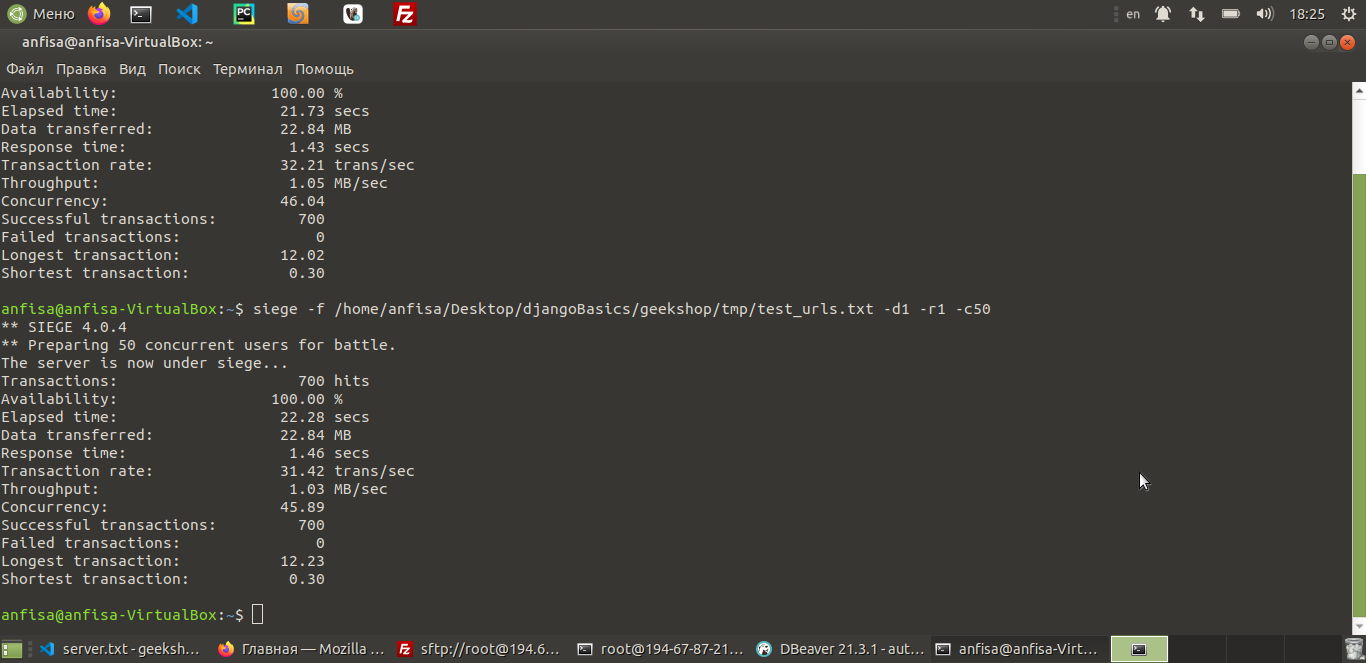 Меню
PC
en
18:25
anfisa@anfisa-VirtualBox: ~
Файл Правка Вид Поиск Терминал Помощь
Availability: 100.00 %
Elapsed time: 21.73 secs
Data transferred: 22.84 MB
Response time: 1.43 secs
Transaction rate: 32.21 trans/sec
Throughput: 1.05 MB/sec
Concurrency: 46.04
Successful transactions: 700
Failed transactions: 0
Longest transaction: 12.02
Shortest transaction: 0.30
anfisa@anfisa-VirtualBox:~$ siege -f /home/anfisa/Desktop/djangoBasics/geekshop/tmp/test_urls.txt -d1 -r1 -c50
** SIEGE 4.0.4
** Preparing 50 concurrent users for battle.
The server is now under siege...
Transactions: 700 hits
Availability: 100.00 %
Elapsed time: 22.28 secs
Data transferred: 22.84 MB
Response time: 1.46 secs
Transaction rate: 31.42 trans/sec
Throughput: 1.03 MB/sec
Concurrency: 45.89
Successful transactions: 700
Failed transactions: 0
Longest transaction: 12.23
Shortest transaction: 0.30
anfisa@anfisa-VirtualBox:~$
server.txt - geeksh... Главная — Mozilla ... sftp://root@194.6... root@194-67-87-21... DBeaver 21.3.1 - aut... anfisa@anfisa-Virt...